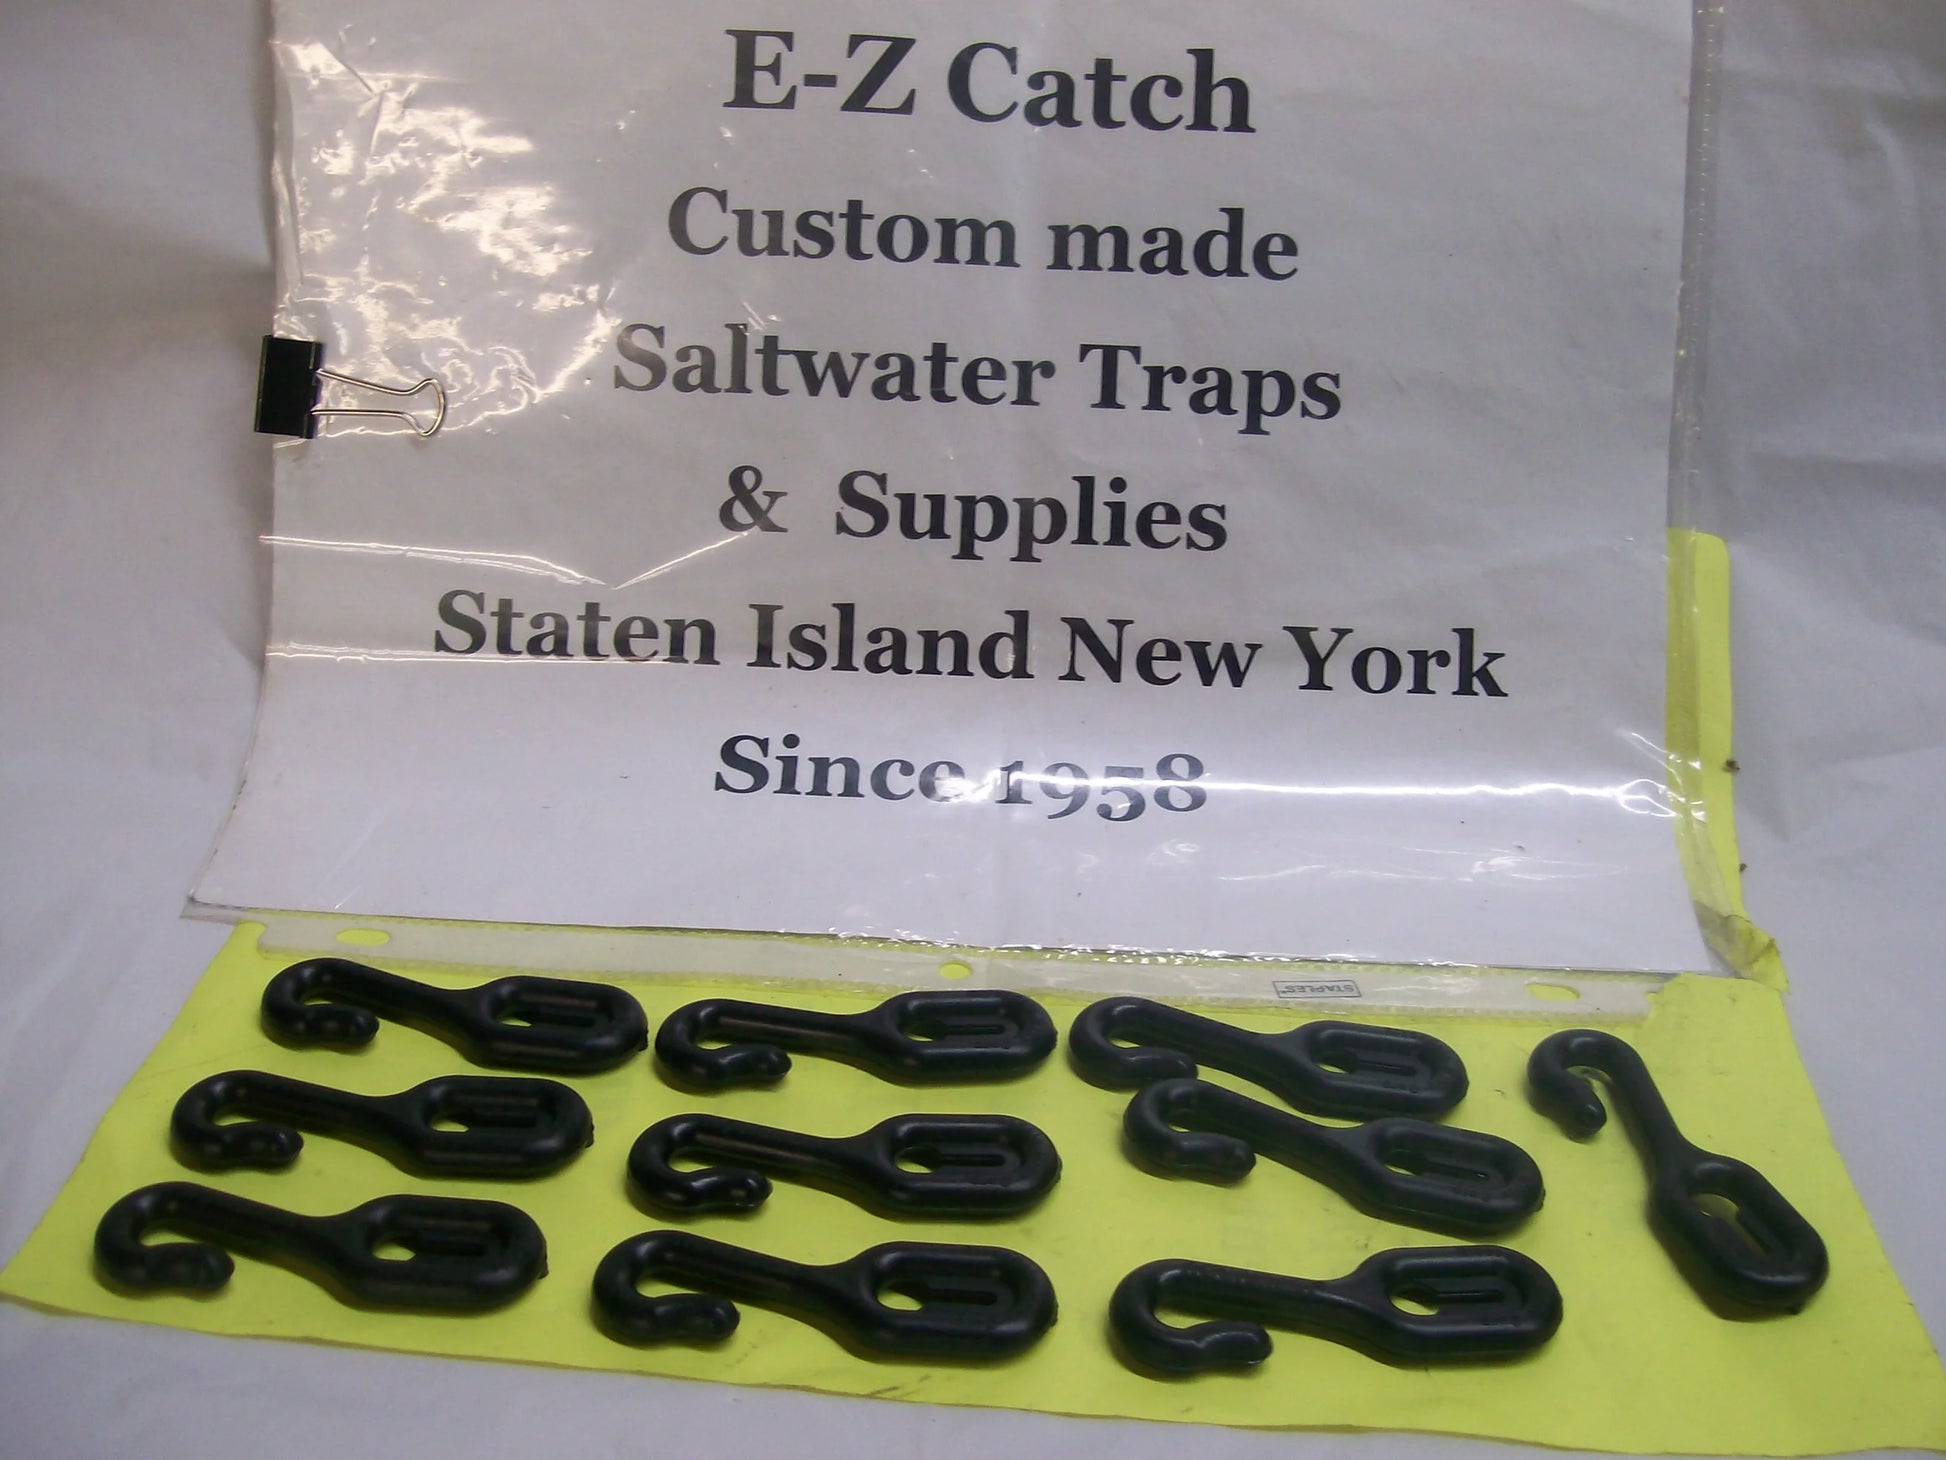 E-Z Catch
Custom made
Saltwater Traps
& Supplies
Staten Island New York
Since 1958
STAPLES